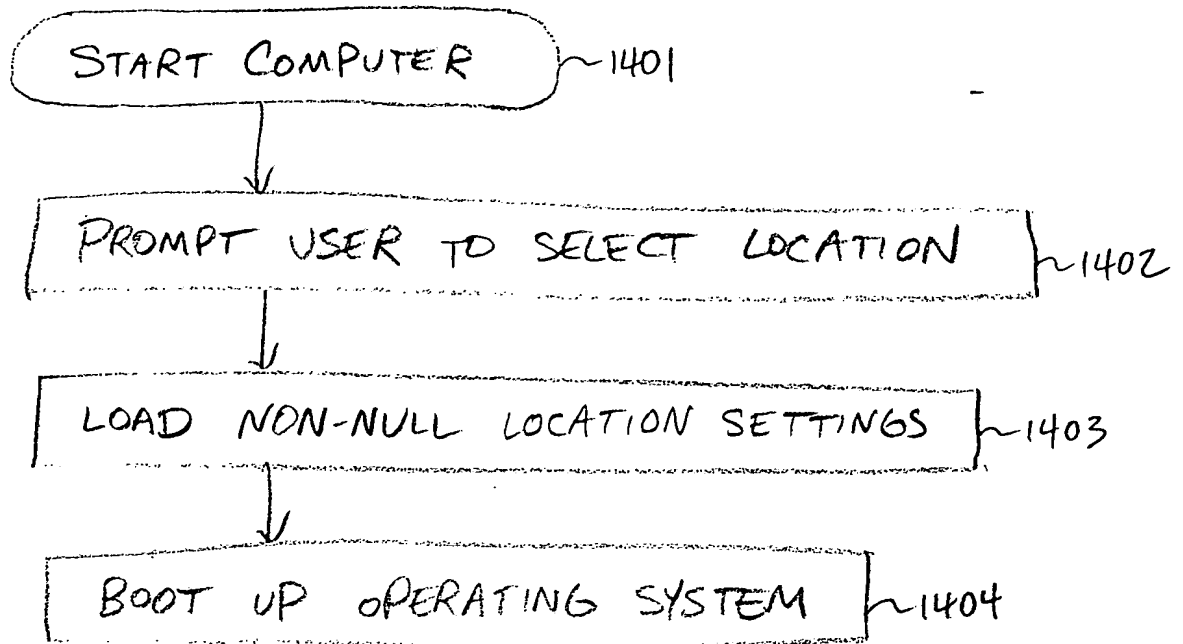 START COMPUTER 1401
PROMPT USER TO SELECT LOCATION 1402
LOAD NON-NULL LOCATION SETTINGS 1403
BOOT UP OPERATING SYSTEM 1404